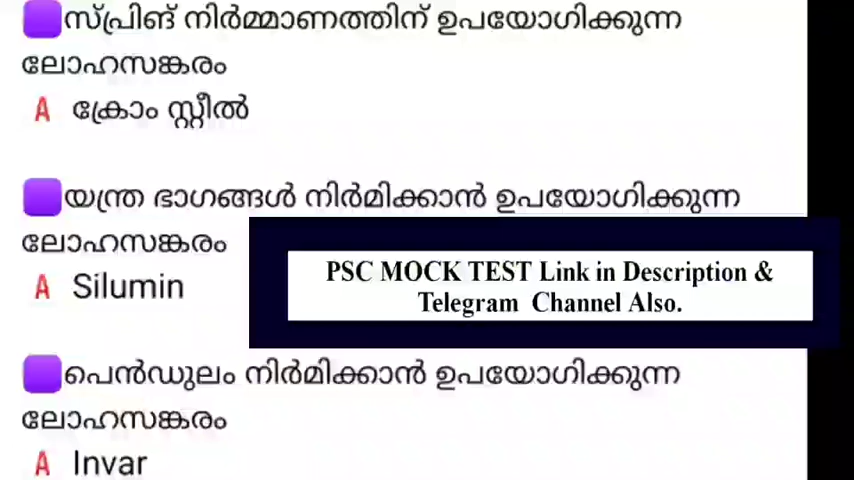 സ്പ്രിങ് നിർമ്മാണത്തിന് ഉപയോഗിക്കുന്ന
ലോഹസങ്കരം
A ക്രോം സ്റ്റീൽ
യന്ത്ര ഭാഗങ്ങൾ നിർമിക്കാൻ ഉപയോഗിക്കുന്ന
ലോഹസങ്കരം
A Silumin
PSC MOCK TEST Link in Description &
Telegram Channel Also.
പെൻഡുലം നിർമിക്കാൻ ഉപയോഗിക്കുന്ന
ലോഹസങ്കരം
A Invar